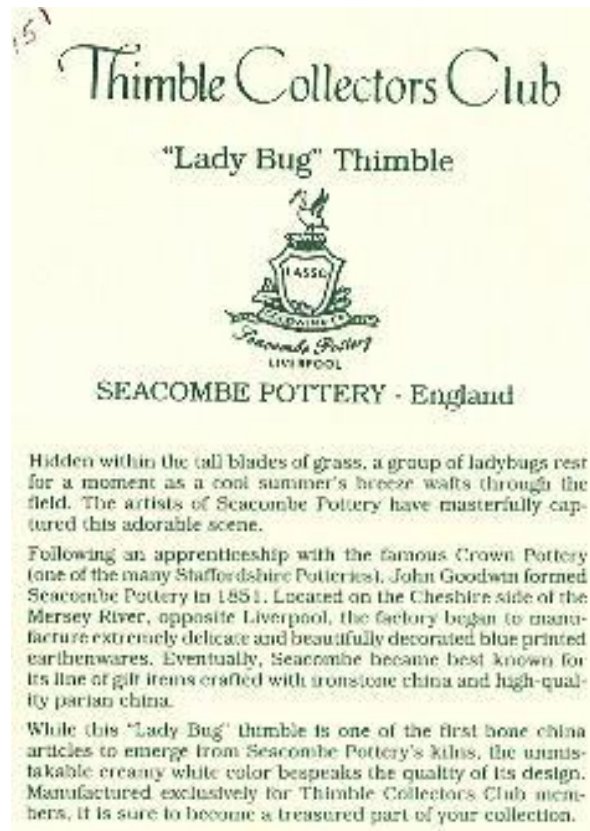 151
Thimble Collectors Club
“Lady Bug” Thimble
LASSO
Seacombe Pottery
LIVERPOOL
SEACOMBE POTTERY - England
Hidden within the tall blades of grass, a group of ladybugs rest
for a moment as a cool summer's breeze wafts through the
field. The artists of Seacombe Pottery have masterfully cap-
tured this adorable scene.
Following an apprenticeship with the famous Crown Pottery
(one of the many Staffordshire Potteries), John Goodwin formed
Seacombe Pottery in 1851. Located on the Cheshire side of the
Mersey River, opposite Liverpool, the factory began to manu-
facture extremely delicate and beautifully decorated blue printed
earthenwares. Eventually, Seacombe became best known for
its line of gift items crafted with ironstone china and high-qual-
ity parian china.
While this “Lady Bug” thimble is one of the first bone china
articles to emerge from Seacombe Pottery's kilns, the unmis-
takable creamy white color bespeaks the quality of its design.
Manufactured exclusively for Thimble Collectors Club mem-
bers, it is sure to become a treasured part of your collection.